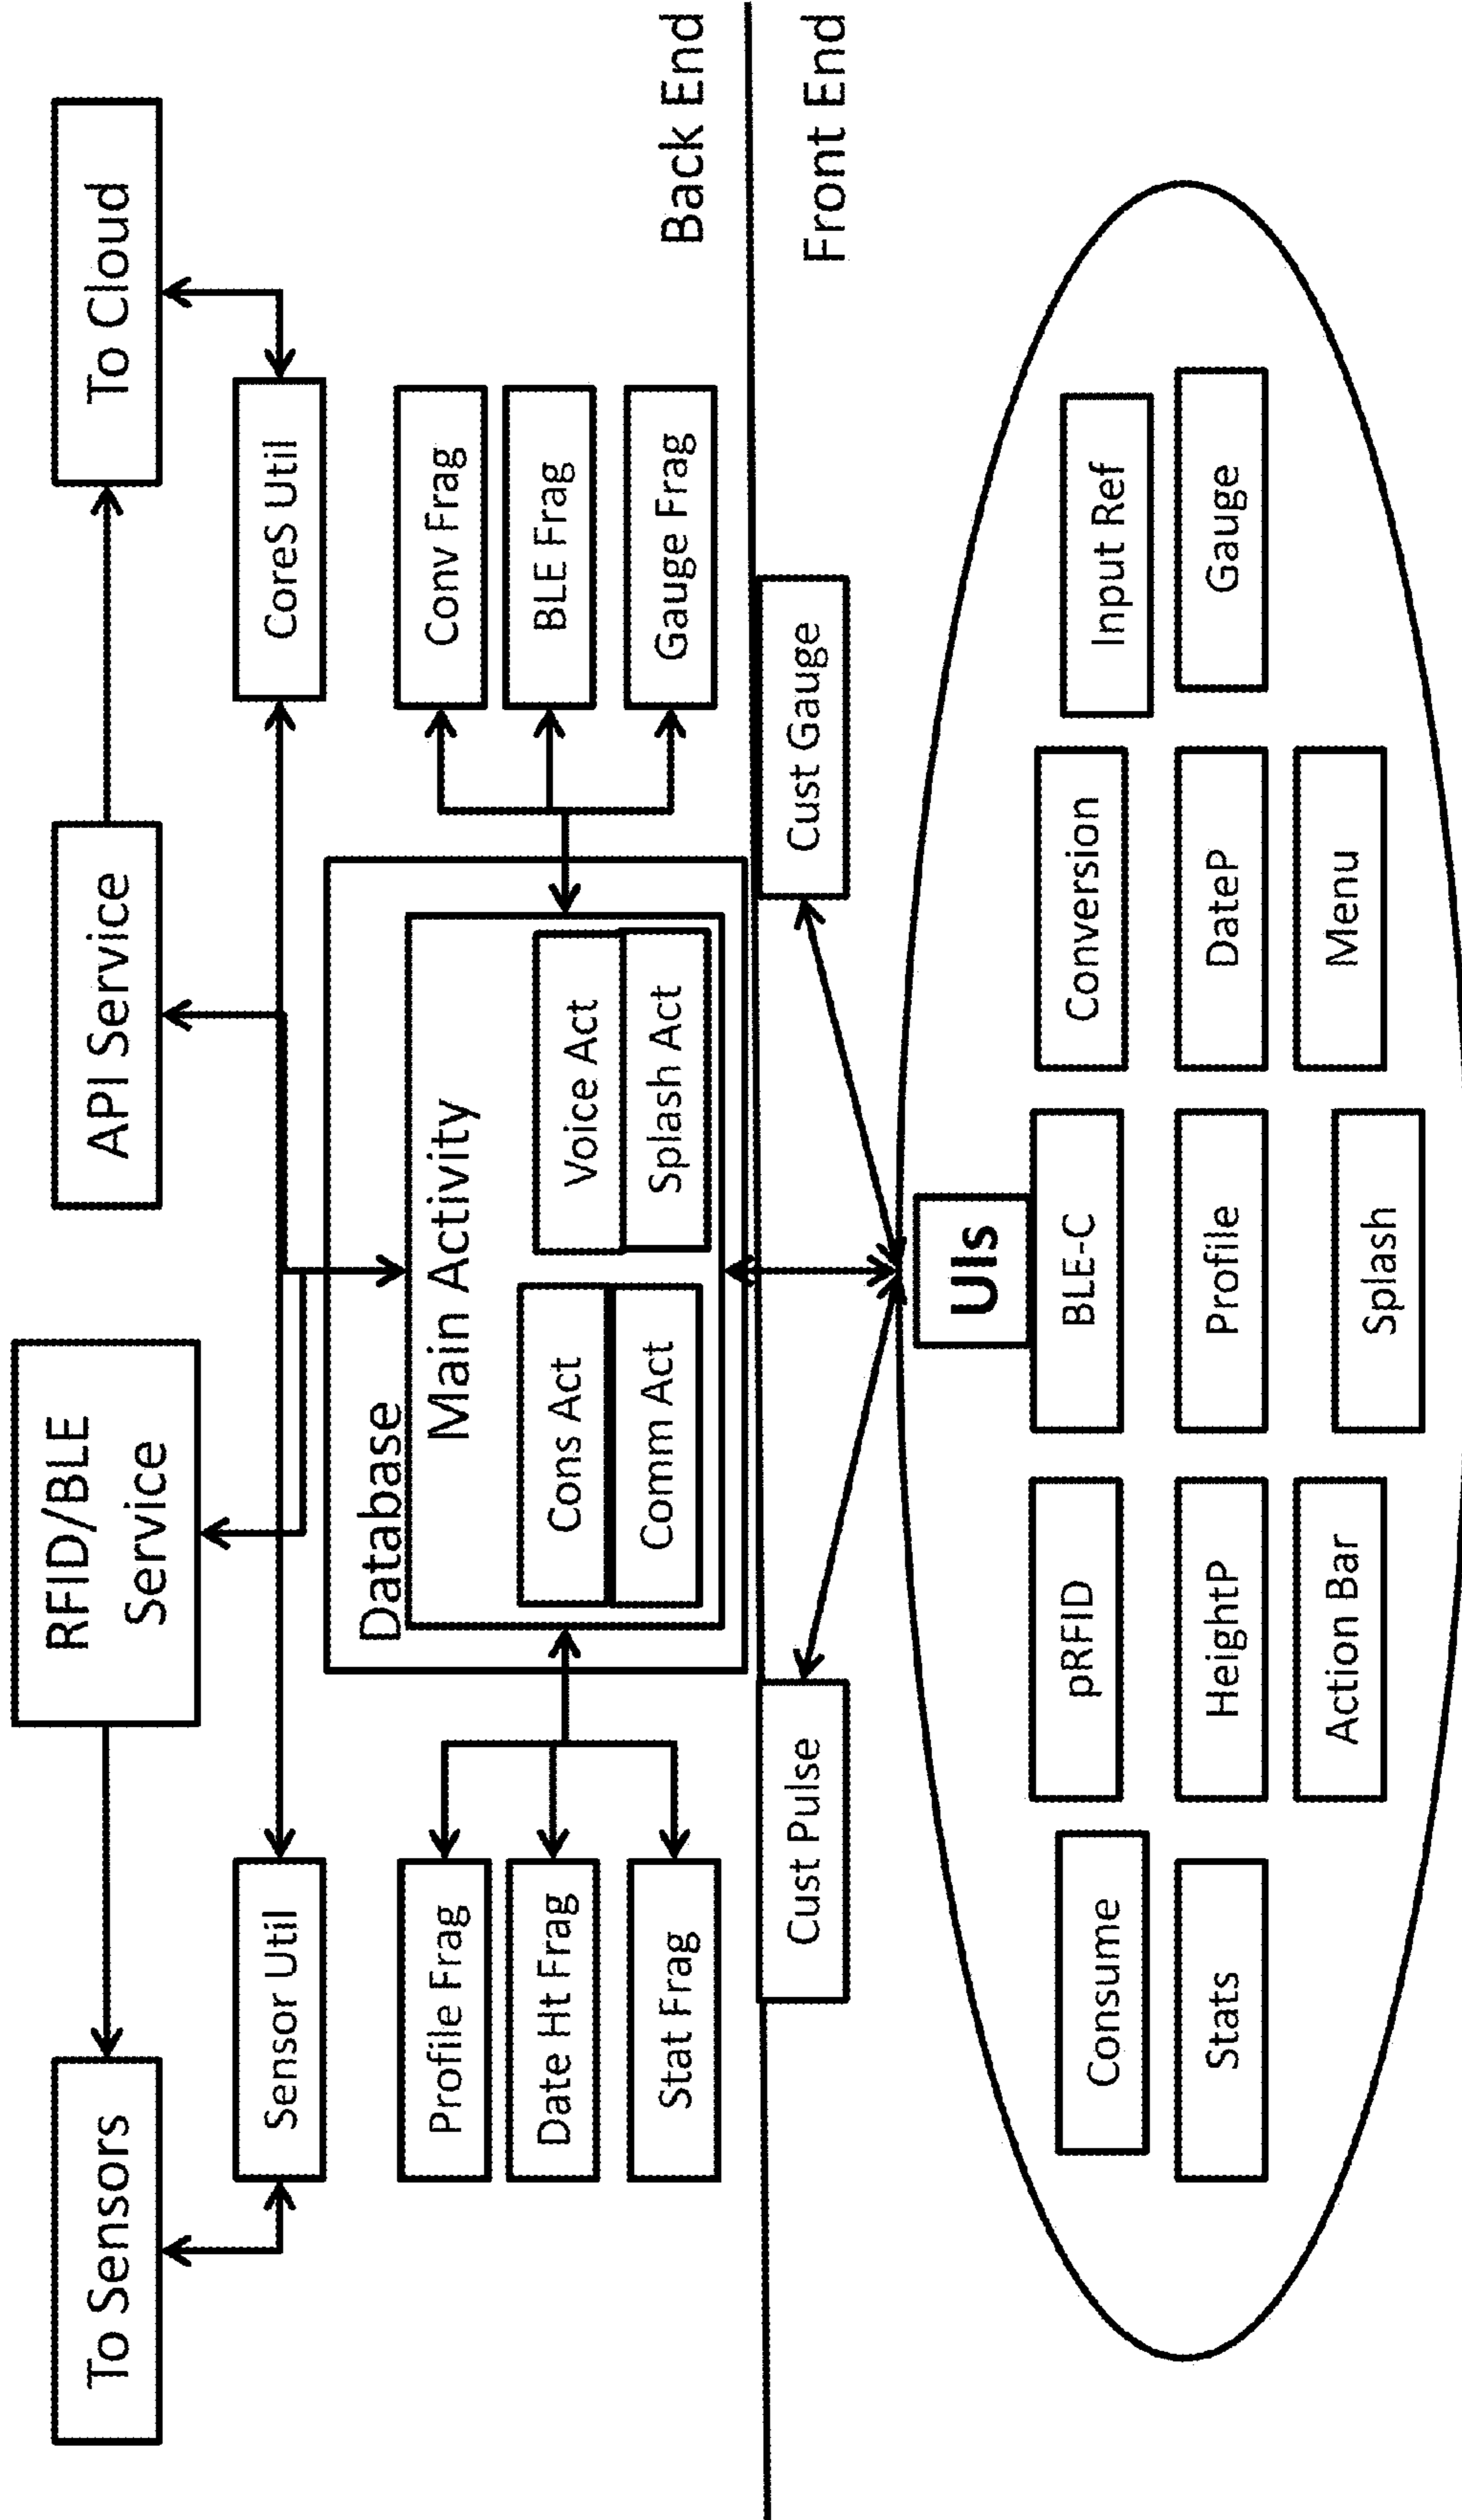 To Sensors
RFID/BLE
Service
API Service
To Cloud
Sensor Util
CoreS Util
Profile Frag
Date Ht Frag
Stat Frag
Database
Main Activity
Cons Act
Comm Act
Voice Act
Splash Act
Conv Frag
BLE Frag
Gauge Frag
Back End
Front End
Cust Pulse
Cust Gauge
UIs
Consume
pRFID
BLE-C
Conversion
Input Ref
Stats
HeightP
Profile
DateP
Gauge
Action Bar
Splash
Menu